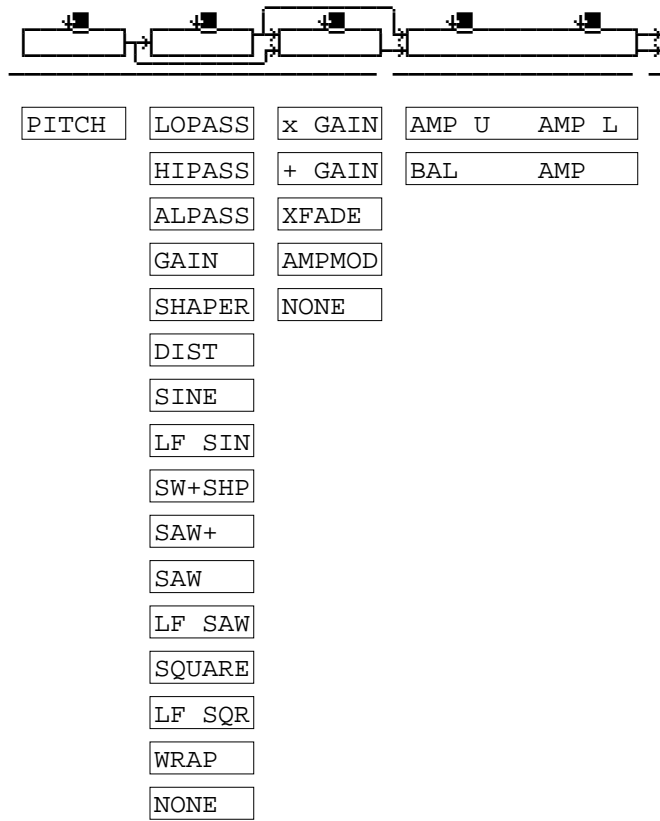 PITCH LOPASS x GAIN AMP U AMP L
HIPASS + GAIN BAL AMP
ALPASS XFADE
GAIN AMPMOD
SHAPER NONE
DIST
SINE
LF SIN
SW+SHP
SAW+
SAW
LF SAW
SQUARE
LF SQR
WRAP
NONE